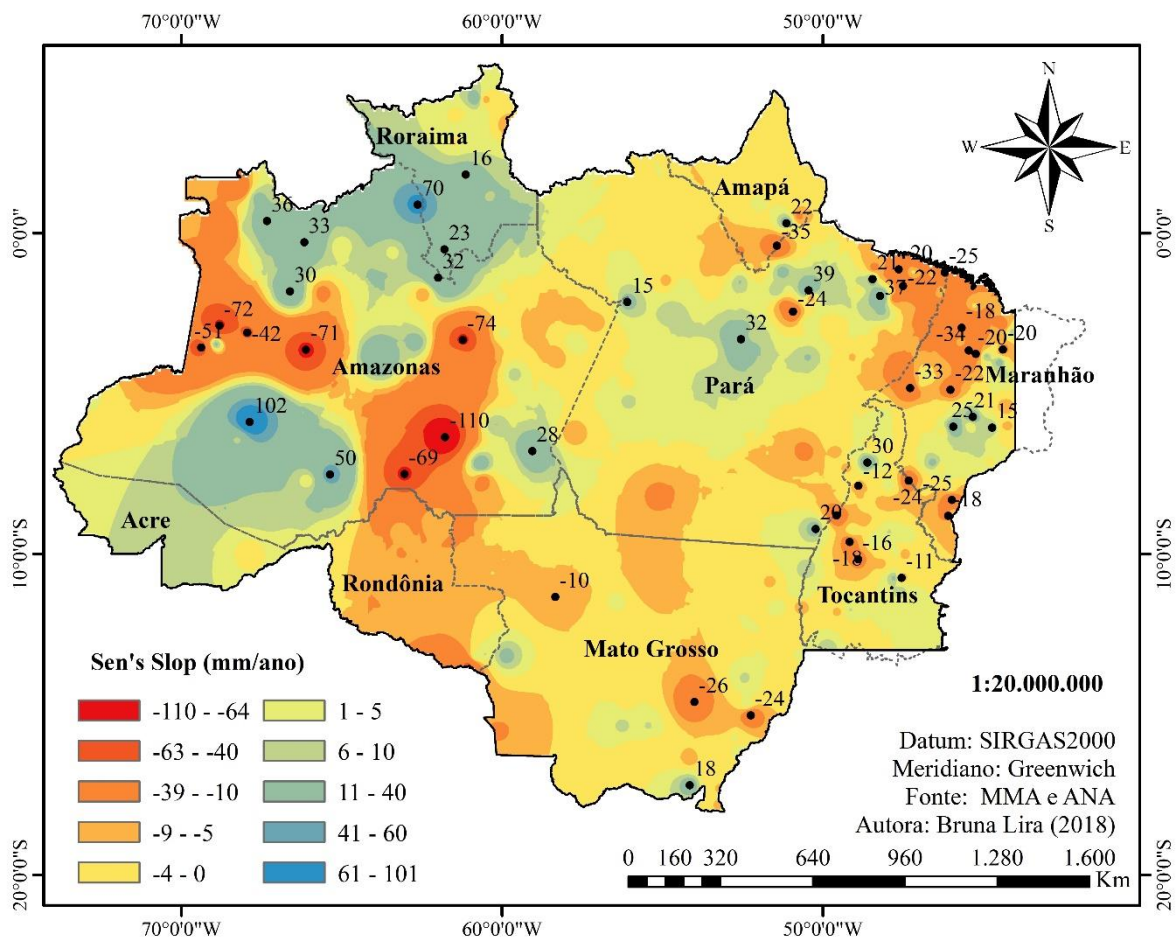 70°0'0"W 60°0'0"W 50°0'0"W
N
W E
S
0°0'0"
10°0'0"S
20°0'0"S
0°0'0"
10°0'0"S
20°0'0"S
Roraima
16
70
36
33
23
32
30
-72
-51
-42
-71
-74
Amazonas
102
50
-110
-69
28
Acre
Rondônia
Amapá
22
-35
15
39
-24
32
Pará
21
-20
-25
-22
37
-18
-34
-20
-20
Maranhão
-33
-22
21
25
15
30
-12
-25
-24
-18
20
-16
-18
-11
Tocantins
-10
Mato Grosso
-26
-24
18
Sen's Slop (mm/ano)
-110 - -64 1 - 5
-63 - -40 6 - 10
-39 - -10 11 - 40
-9 - -5 41 - 60
-4 - 0 61 - 101
1:20.000.000
Datum: SIRGAS2000
Meridiano: Greenwich
Fonte: MMA e ANA
Autora: Bruna Lira (2018)
0 160 320 640 960 1.280 1.600
Km
70°0'0"W 60°0'0"W 50°0'0"W